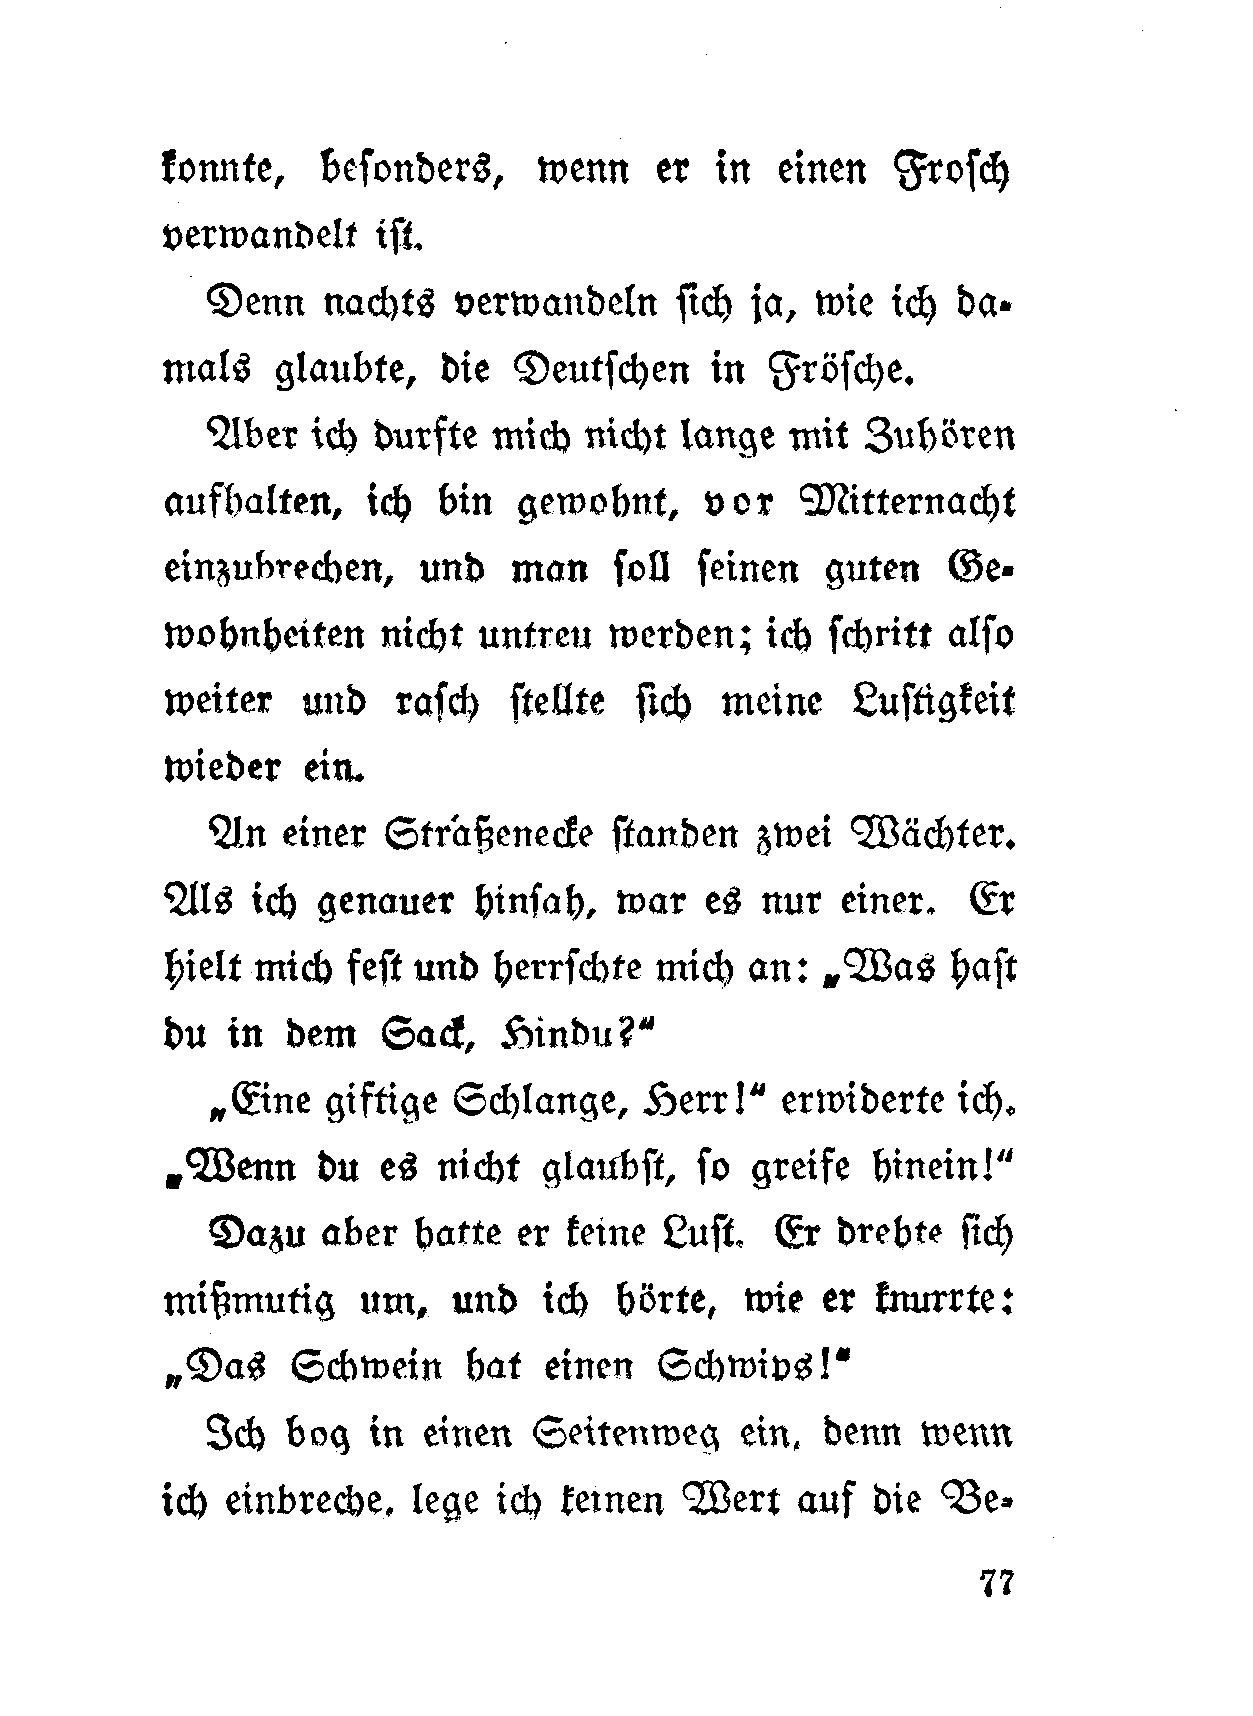 konnte, besonders, wenn er in einen Frosch
verwandelt ist.
Denn nachts verwandeln sich ja, wie ich da-
mals glaubte, die Deutschen in Frösche.
Aber ich durfte mich nicht lange mit Zuhören
aufhalten, ich bin gewohnt, vor Mitternacht
einzubrechen, und man soll seinen guten Ge-
wohnheiten nicht untreu werden; ich schritt also
weiter und rasch stellte sich meine Lustigkeit
wieder ein.
An einer Straßenecke standen zwei Wächter.
Als ich genauer hinsah, war es nur einer. Er
hielt mich fest und herrschte mich an: „Was hast
du in dem Sack, Hindu?“
„Eine giftige Schlange, Herr!“ erwiderte ich.
„Wenn du es nicht glaubst, so greife hinein!“
Dazu aber hatte er keine Lust. Er drehte sich
mißmutig um, und ich hörte, wie er knurrte:
„Das Schwein hat einen Schwips!“
Ich bog in einen Seitenweg ein, denn wenn
ich einbreche, lege ich keinen Wert auf die Be-
77